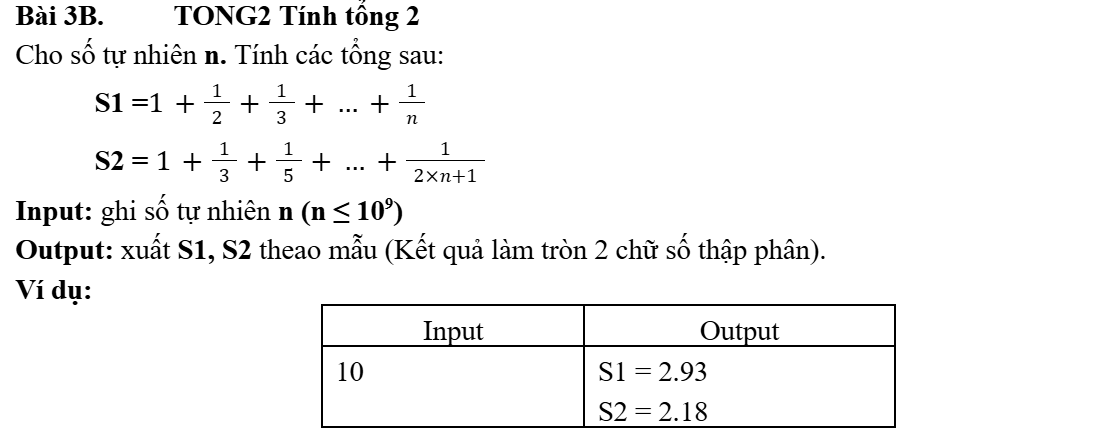 Bài 3B. TONG2 Tính tổng 2
Cho số tự nhiên n. Tính các tổng sau:
S1 =1 + 1/2 + 1/3 + ... + 1/n
S2 = 1 + 1/3 + 1/5 + ... + 1/(2×n+1)
Input: ghi số tự nhiên n (n ≤ 10⁹)
Output: xuất S1, S2 theao mẫu (Kết quả làm tròn 2 chữ số thập phân).
Ví dụ:
Input Output
10 S1 = 2.93
S2 = 2.18